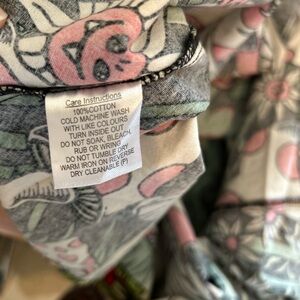 Care Instructions
100%COTTON
COLD MACHINE WASH
WITH LIKE COLOURS
TURN INSIDE OUT
DO NOT SOAK, BLEACH,
RUB OR WRING
DO NOT TUMBLE DRY
WARM IRON ON REVERSE
DRY CLEANABLE (P)